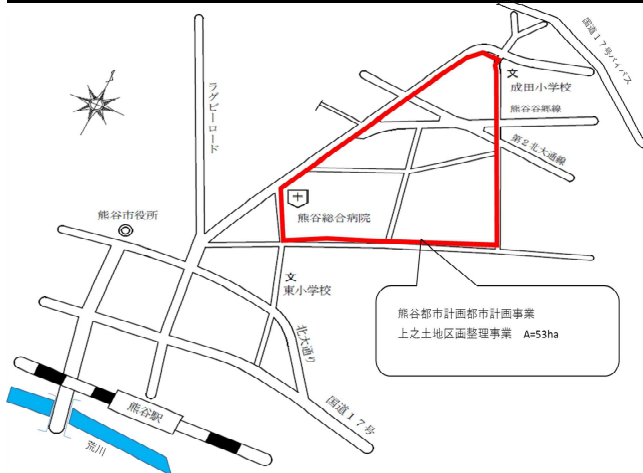 国道17号バイパス
ラグビーロード
文
成田小学校
熊谷谷郷線
第2北大通線
熊谷総合病院
熊谷市役所
文
東小学校
熊谷都市計画都市計画事業
上之土地区画整理事業 A=53ha
北大通り
国道17号
熊谷駅
荒川